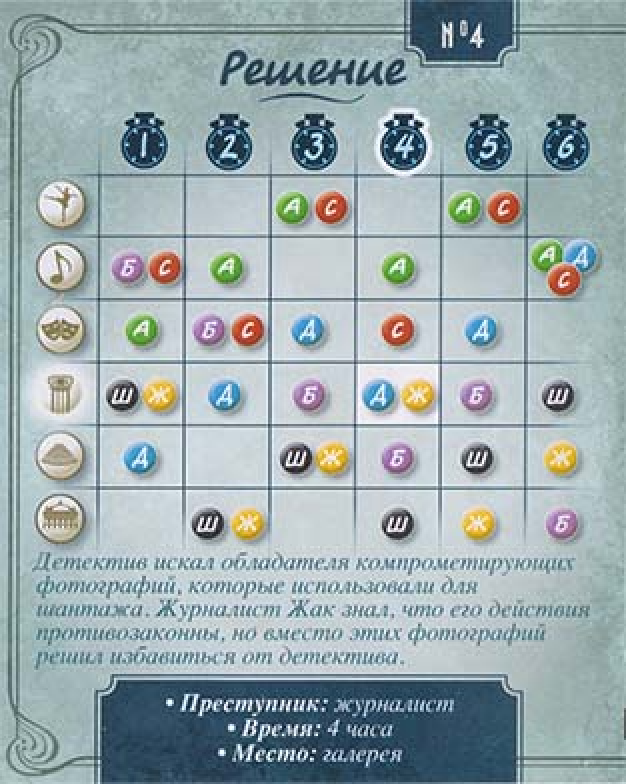 №4
Решение
1 2 3 4 5 6
А С А С
Б С А А А Д С
А Б С Д С Д
Ш Ж Д Б Д Ж Б Ш
Д Ш Ж Б Ш Ж
Ш Ж Ш Ж Б
Детектив искал обладателя компрометирующих
фотографий, которые использовали для
шантажа. Журналист Жак знал, что его действия
противозаконны, но вместо этих фотографий
решил избавиться от детектива.
• Преступник: журналист
• Время: 4 часа
• Место: галерея